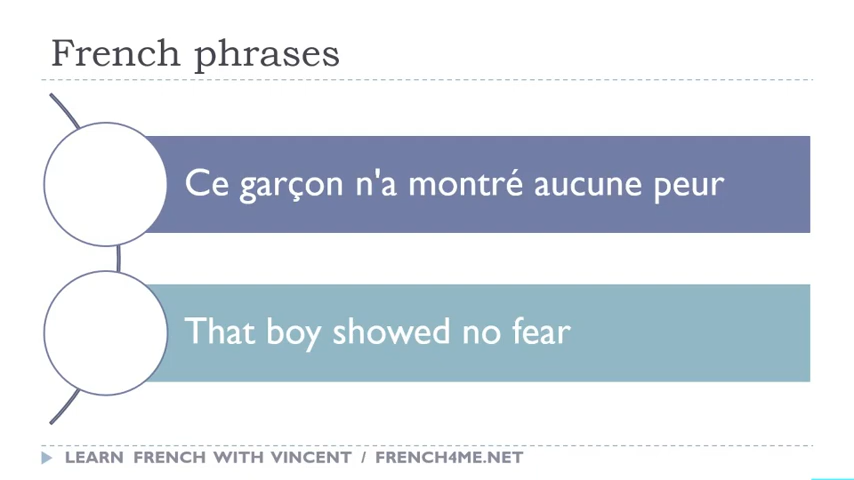 French phrases
Ce garçon n'a montré aucune peur
That boy showed no fear
LEARN FRENCH WITH VINCENT / FRENCH4ME.NET